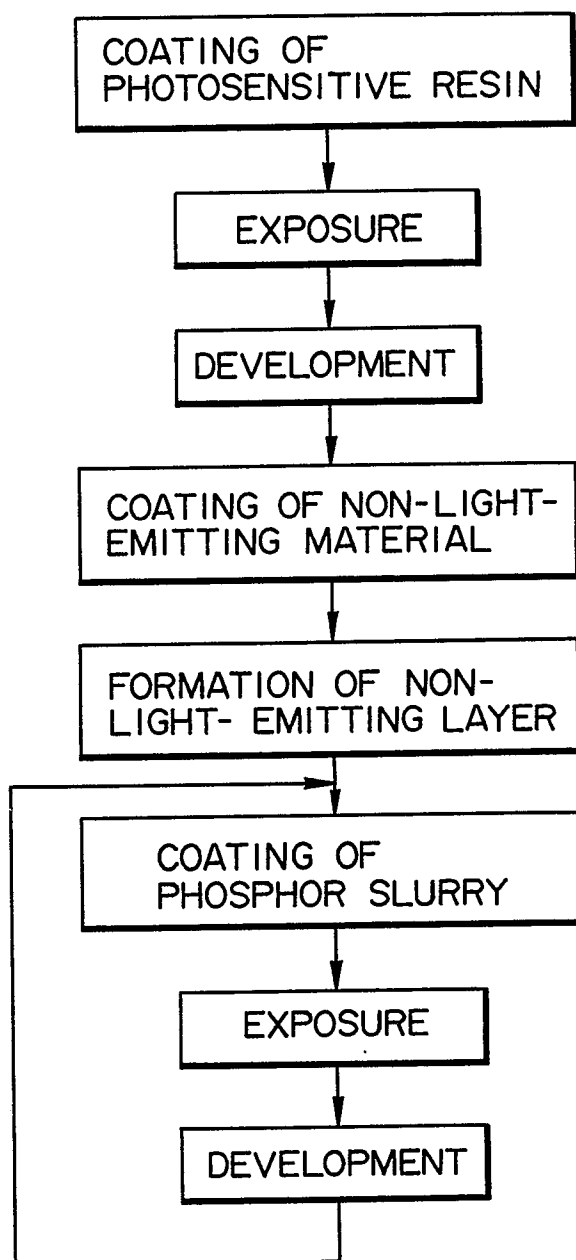 COATING OF
PHOTOSENSITIVE RESIN
EXPOSURE
DEVELOPMENT
COATING OF NON-LIGHT-
EMITTING MATERIAL
FORMATION OF NON-
LIGHT- EMITTING LAYER
COATING OF
PHOSPHOR SLURRY
EXPOSURE
DEVELOPMENT